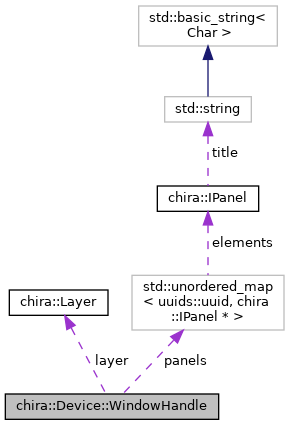 std::basic_string<
Char >
std::string
title
chira::IPanel
elements
std::unordered_map
< uuids::uuid, chira
::IPanel * >
chira::Layer
layer
panels
chira::Device::WindowHandle